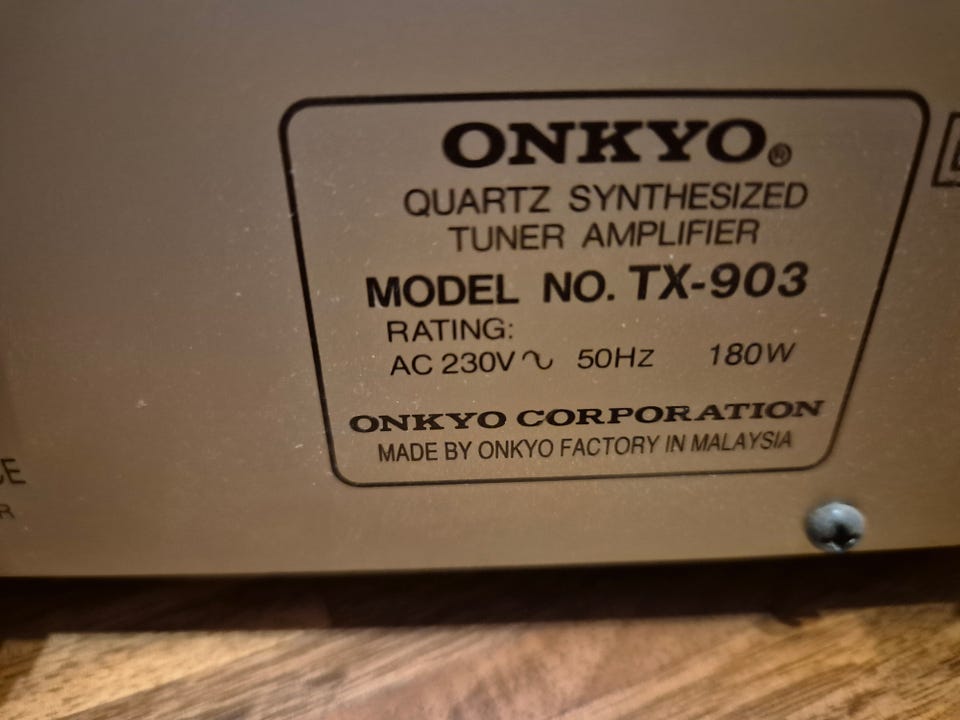 ONKYO®
QUARTZ SYNTHESIZED
TUNER AMPLIFIER
MODEL NO. TX-903
RATING:
AC 230V∿ 50Hz 180W
ONKYO CORPORATION
MADE BY ONKYO FACTORY IN MALAYSIA
CE
R